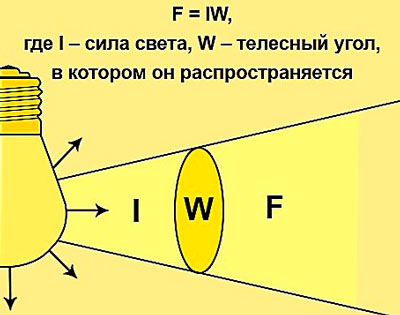 F = IW,
где I – сила света, W – телесный угол,
в котором он распространяется
I W F